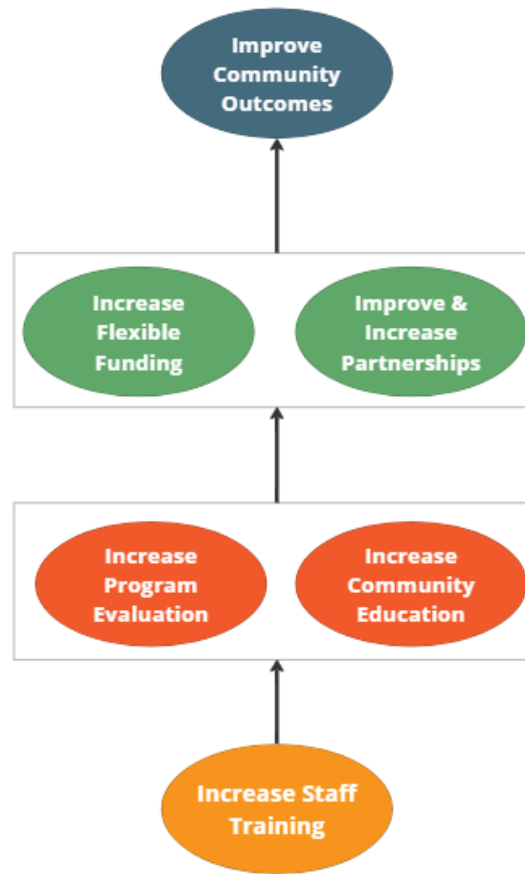 Improve
Community
Outcomes
Increase
Flexible
Funding
Improve &
Increase
Partnerships
Increase
Program
Evaluation
Increase
Community
Education
Increase Staff
Training